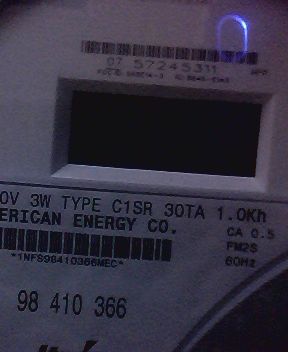 07 57245311
0V 3W TYPE C1SR 30TA 1.0Kh
ERICAN ENERGY CO.
CA 0.5
FM2S
60Hz
*1NFS98410366MEC*
98 410 366